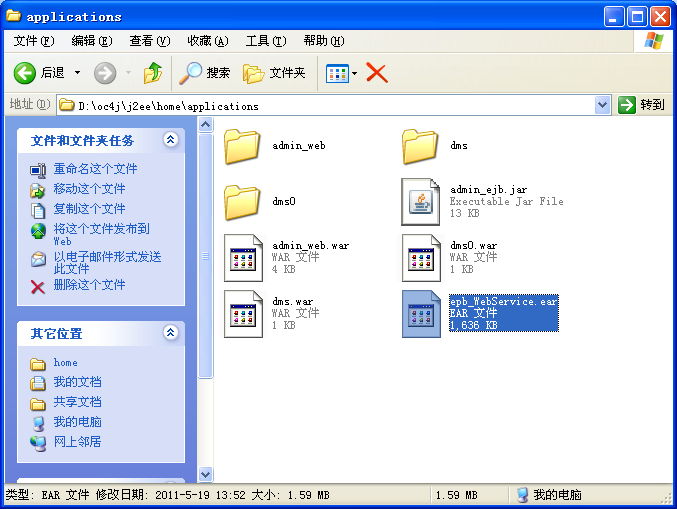 applications
文件(F) 编辑(E) 查看(V) 收藏(A) 工具(T) 帮助(H)
后退 搜索 文件夹
地址(D) D:\oc4j\j2ee\home\applications 转到
文件和文件夹任务
重命名这个文件
移动这个文件
复制这个文件
将这个文件发布到
Web
以电子邮件形式发送
此文件
删除这个文件
其它位置
home
我的文档
共享文档
我的电脑
网上邻居
admin_web
dms
dms0
admin_ejb.jar
Executable Jar File
13 KB
admin_web.war
WAR 文件
4 KB
dms0.war
WAR 文件
1 KB
dms.war
WAR 文件
1 KB
epb_WebService.ear
EAR 文件
1,636 KB
类型: EAR 文件 修改日期: 2011-5-19 13:52 大小: 1.59 MB 1.59 MB 我的电脑